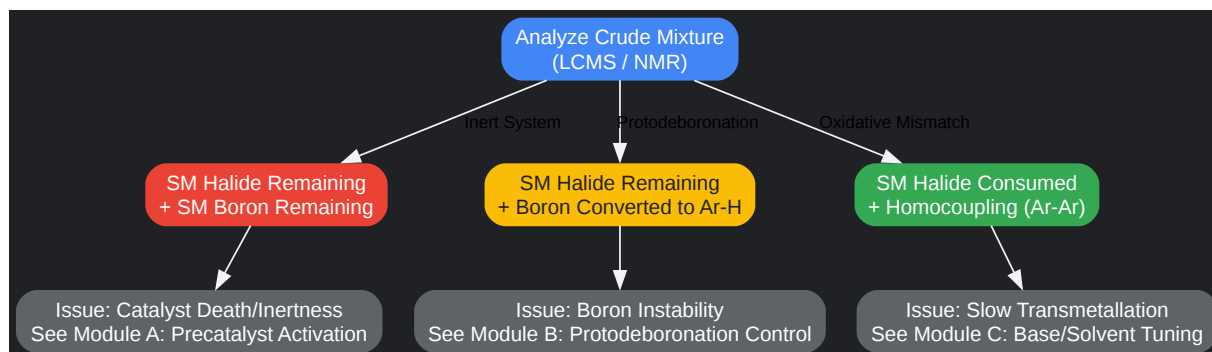 Analyze Crude Mixture
(LCMS / NMR)
Inert System
Protodeboronation
Oxidative Mismatch
SM Halide Remaining
+ SM Boron Remaining
SM Halide Remaining
+ Boron Converted to Ar-H
SM Halide Consumed
+ Homocoupling (Ar-Ar)
Issue: Catalyst Death/Inertness
See Module A: Precatalyst Activation
Issue: Boron Instability
See Module B: Protodeboronation Control
Issue: Slow Transmetallation
See Module C: Base/Solvent Tuning